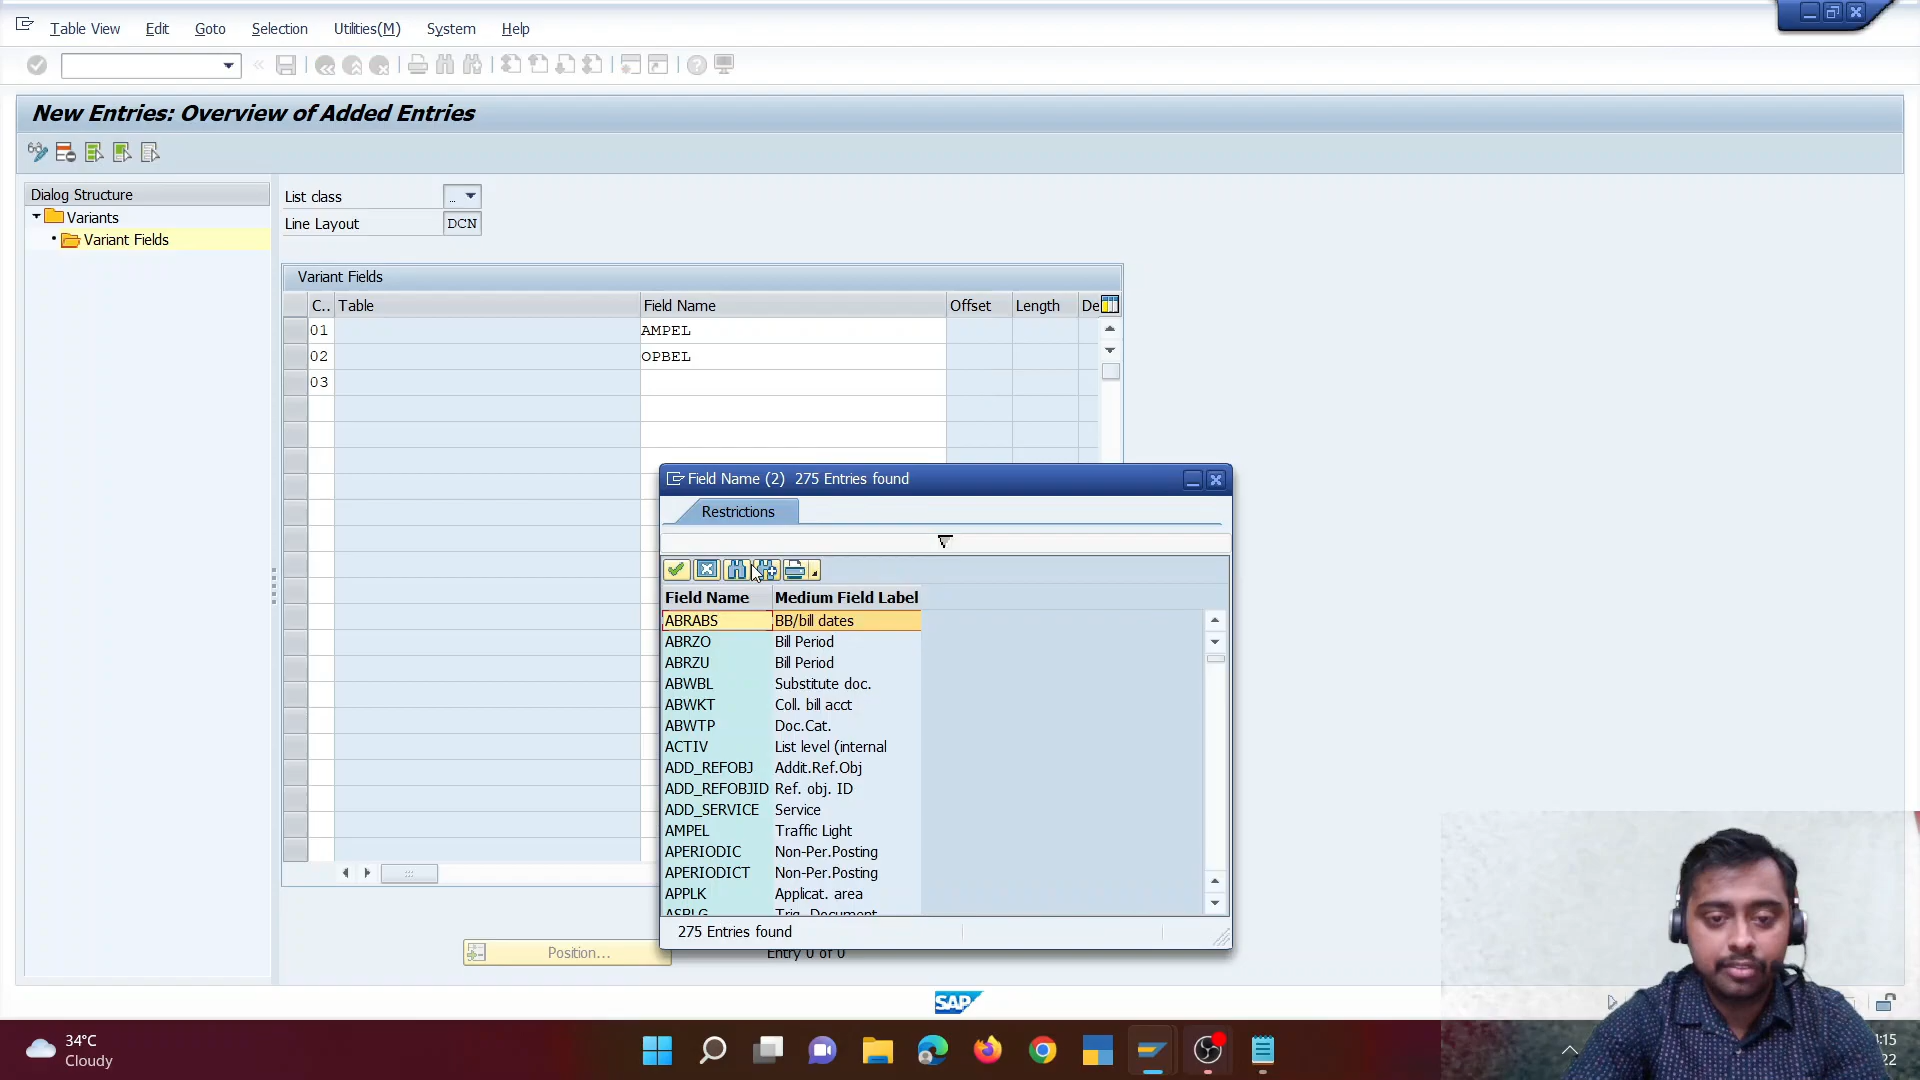 Table View Edit Goto Selection Utilities(M) System Help
New Entries: Overview of Added Entries
Dialog Structure
Variants
Variant Fields
List class ...
Line Layout DCN
Variant Fields
C.. Table Field Name Offset Length De
01 AMPEL
02 OPBEL
03
Field Name (2) 275 Entries found
Restrictions
Field Name Medium Field Label
ABRABS BB/bill dates
ABRZO Bill Period
ABRZU Bill Period
ABWBL Substitute doc.
ABWKT Coll. bill acct
ABWTP Doc.Cat.
ACTIV List level (internal
ADD_REFOBJ Addit.Ref.Obj
ADD_REFOBJID Ref. obj. ID
ADD_SERVICE Service
AMPEL Traffic Light
APERIODIC Non-Per.Posting
APERIODICT Non-Per.Posting
APPLK Applicat. area
275 Entries found
Position... Entry 0 of 0
SAP
34°C
Cloudy